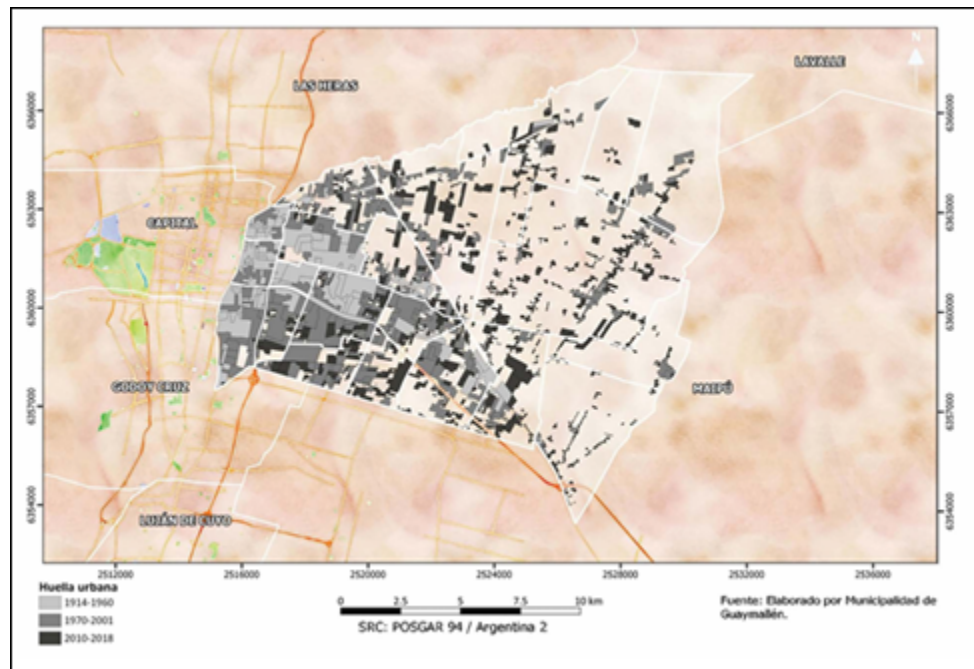 N
LAVALLE
LAS HERAS
CAPITAL
GODOY CRUZ
MAIPÚ
LUJÁN DE CUYO
6366000
6363000
6360000
6357000
6354000
6366000
6363000
6360000
6357000
6354000
2512000 2516000 2520000 2524000 2528000 2532000 2536000
Huella urbana
1914-1960
1970-2001
2010-2018
0 2.5 5 7.5 10 km
SRC: POSGAR 94 / Argentina 2
Fuente: Elaborado por Municipalidad de
Guaymallén.